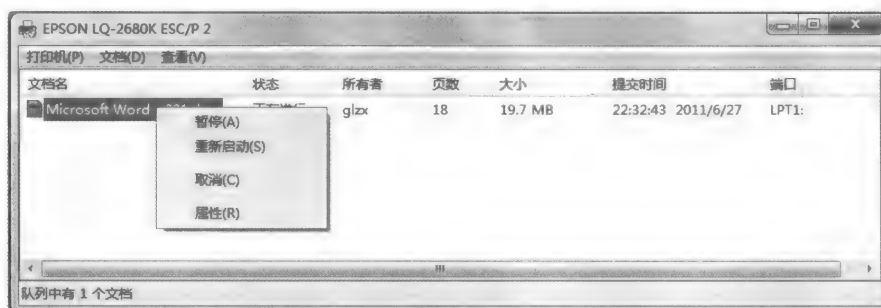 EPSON LQ-2680K ESC/P 2
打印机(P) 文档(D) 查看(V)
文档名 状态 所有者 页数 大小 提交时间 端口
Microsoft Word glzx 18 19.7 MB 22:32:43 2011/6/27 LPT1:
暂停(A)
重新启动(S)
取消(C)
属性(R)
队列中有 1 个文档